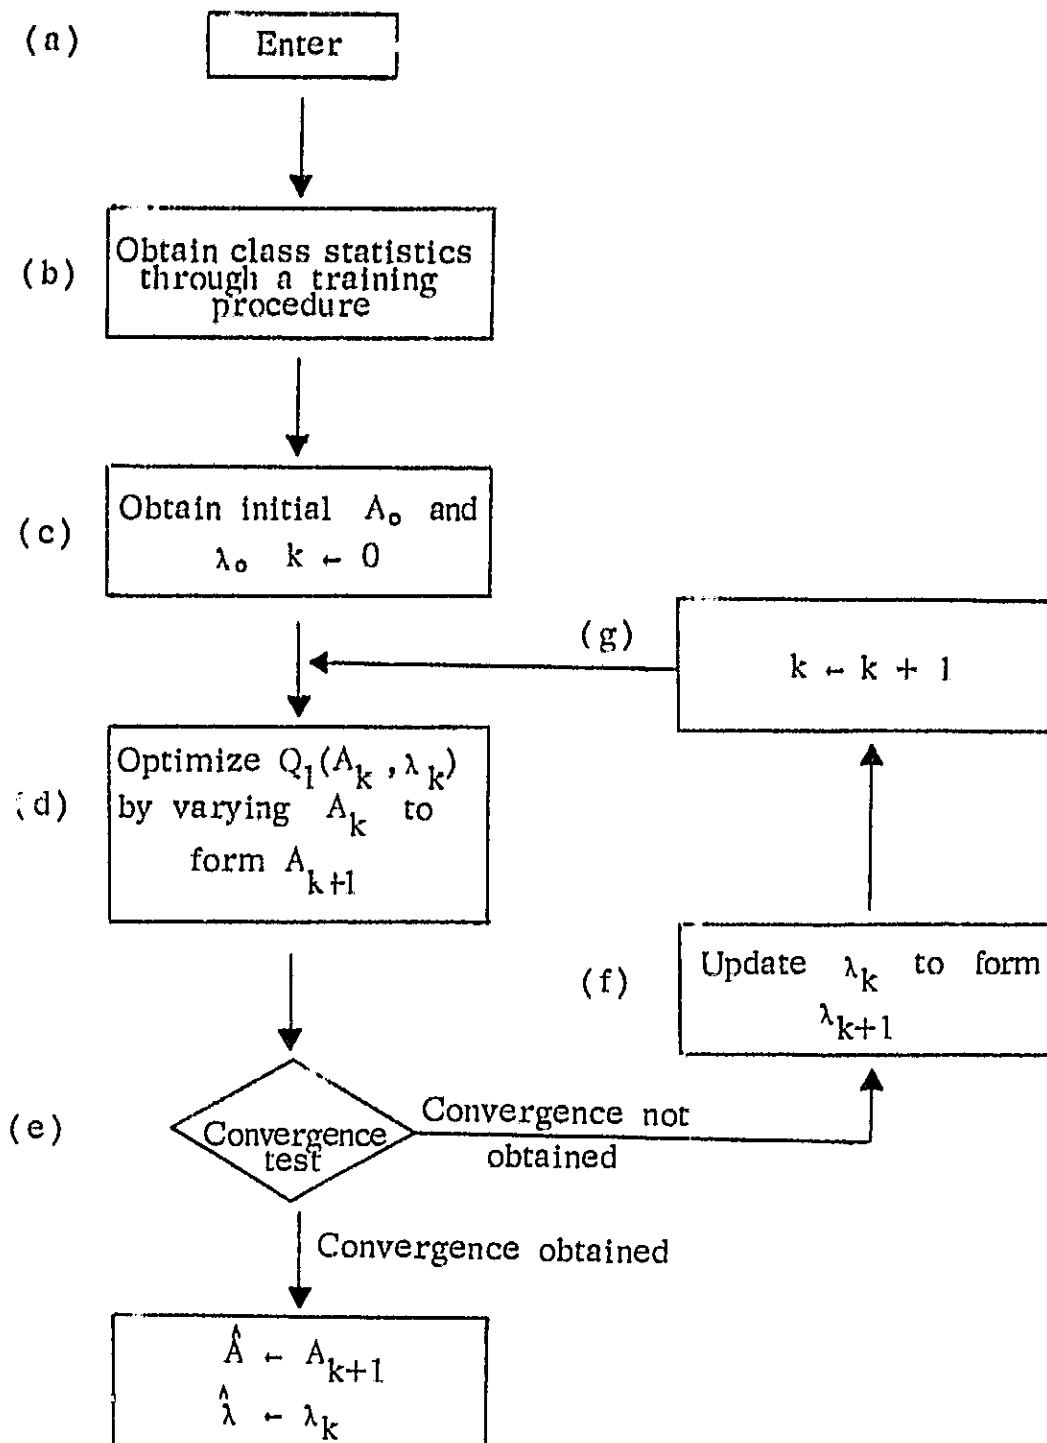 (a)
Enter
(b)
Obtain class statistics
through a training
procedure
(c)
Obtain initial A₀ and
λ₀ k ← 0
(g)
k ← k + 1
(d)
Optimize Q₁(Aₖ , λₖ)
by varying Aₖ to
form Aₖ₊₁
(f)
Update λₖ to form
λₖ₊₁
(e)
Convergence
test
Convergence not
obtained
Convergence obtained
Â ← Aₖ₊₁
λ̂ ← λₖ